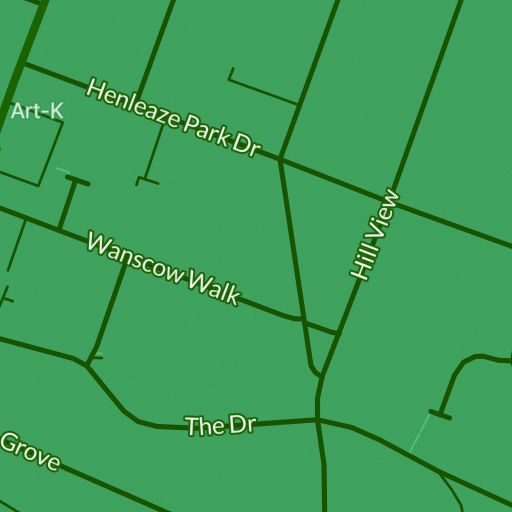 Henleaze Park Dr
Art-K
Hill View
Wanscow Walk
The Dr
Grove